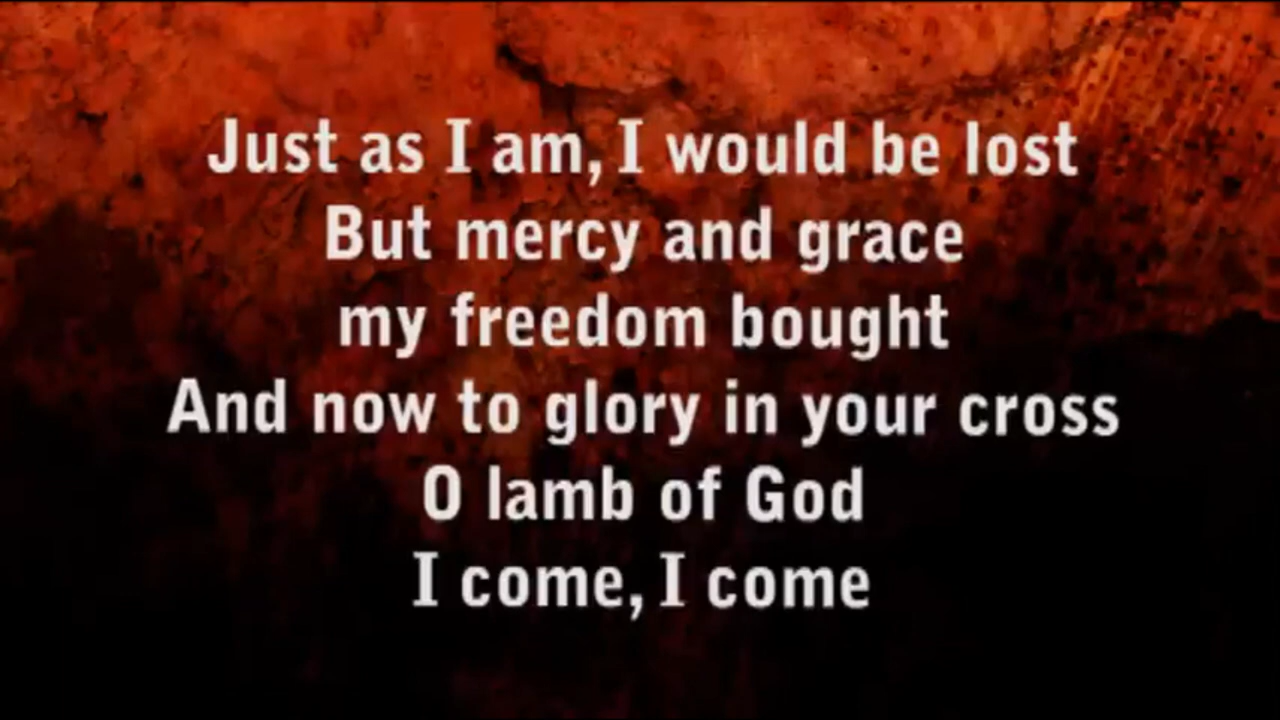 Just as I am, I would be lost
But mercy and grace
my freedom bought
And now to glory in your cross
O lamb of God
I come, I come